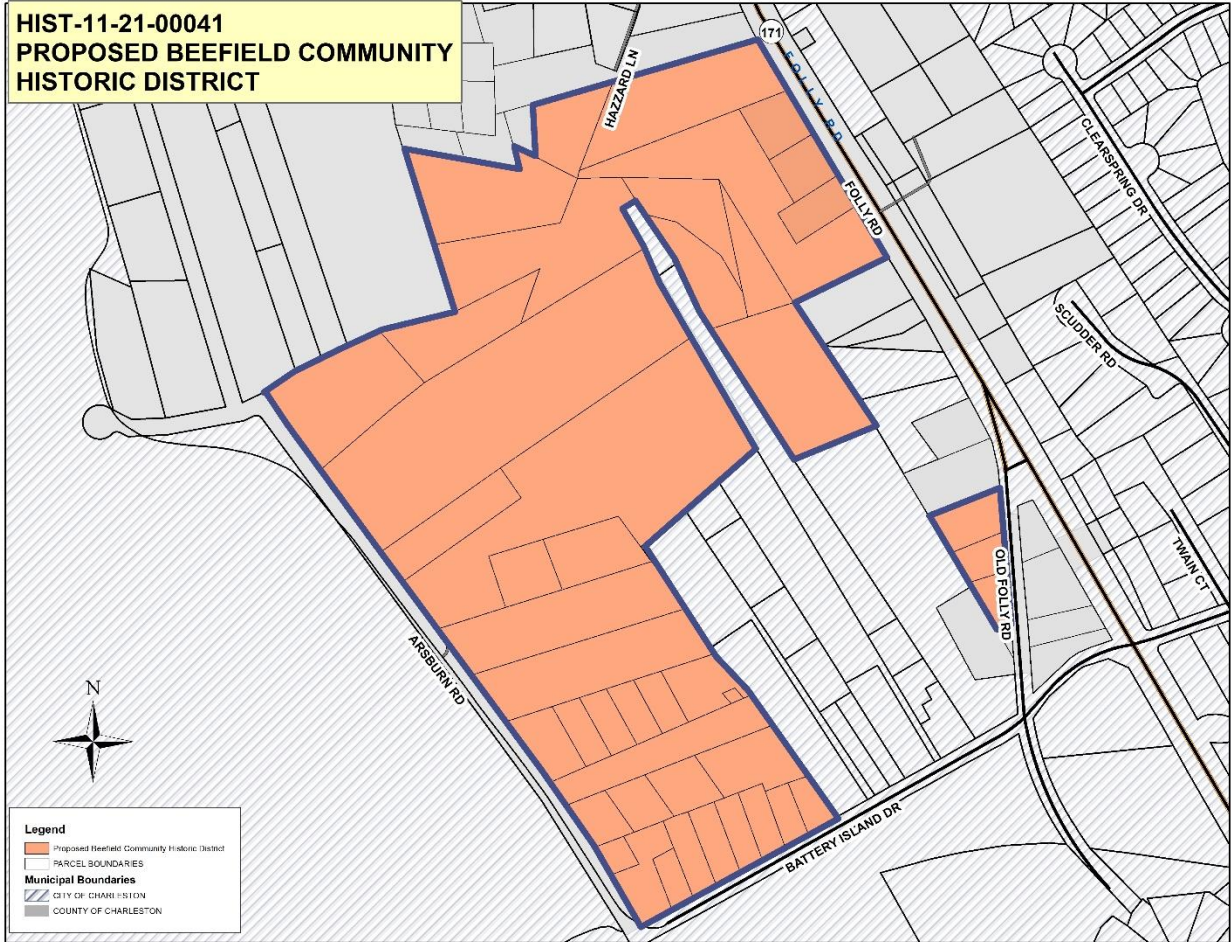 HIST-11-21-00041
PROPOSED BEEFIELD COMMUNITY
HISTORIC DISTRICT
171
FOLLY RD
HAZZARD LN
CLEARSPRING DR
FOLLY RD
SCUDDER RD
TWAIN CT
OLD FOLLY RD
ARSBURN RD
BATTERY ISLAND DR
N
Legend
Proposed Beefield Community Historic District
PARCEL BOUNDARIES
Municipal Boundaries
CITY OF CHARLESTON
COUNTY OF CHARLESTON